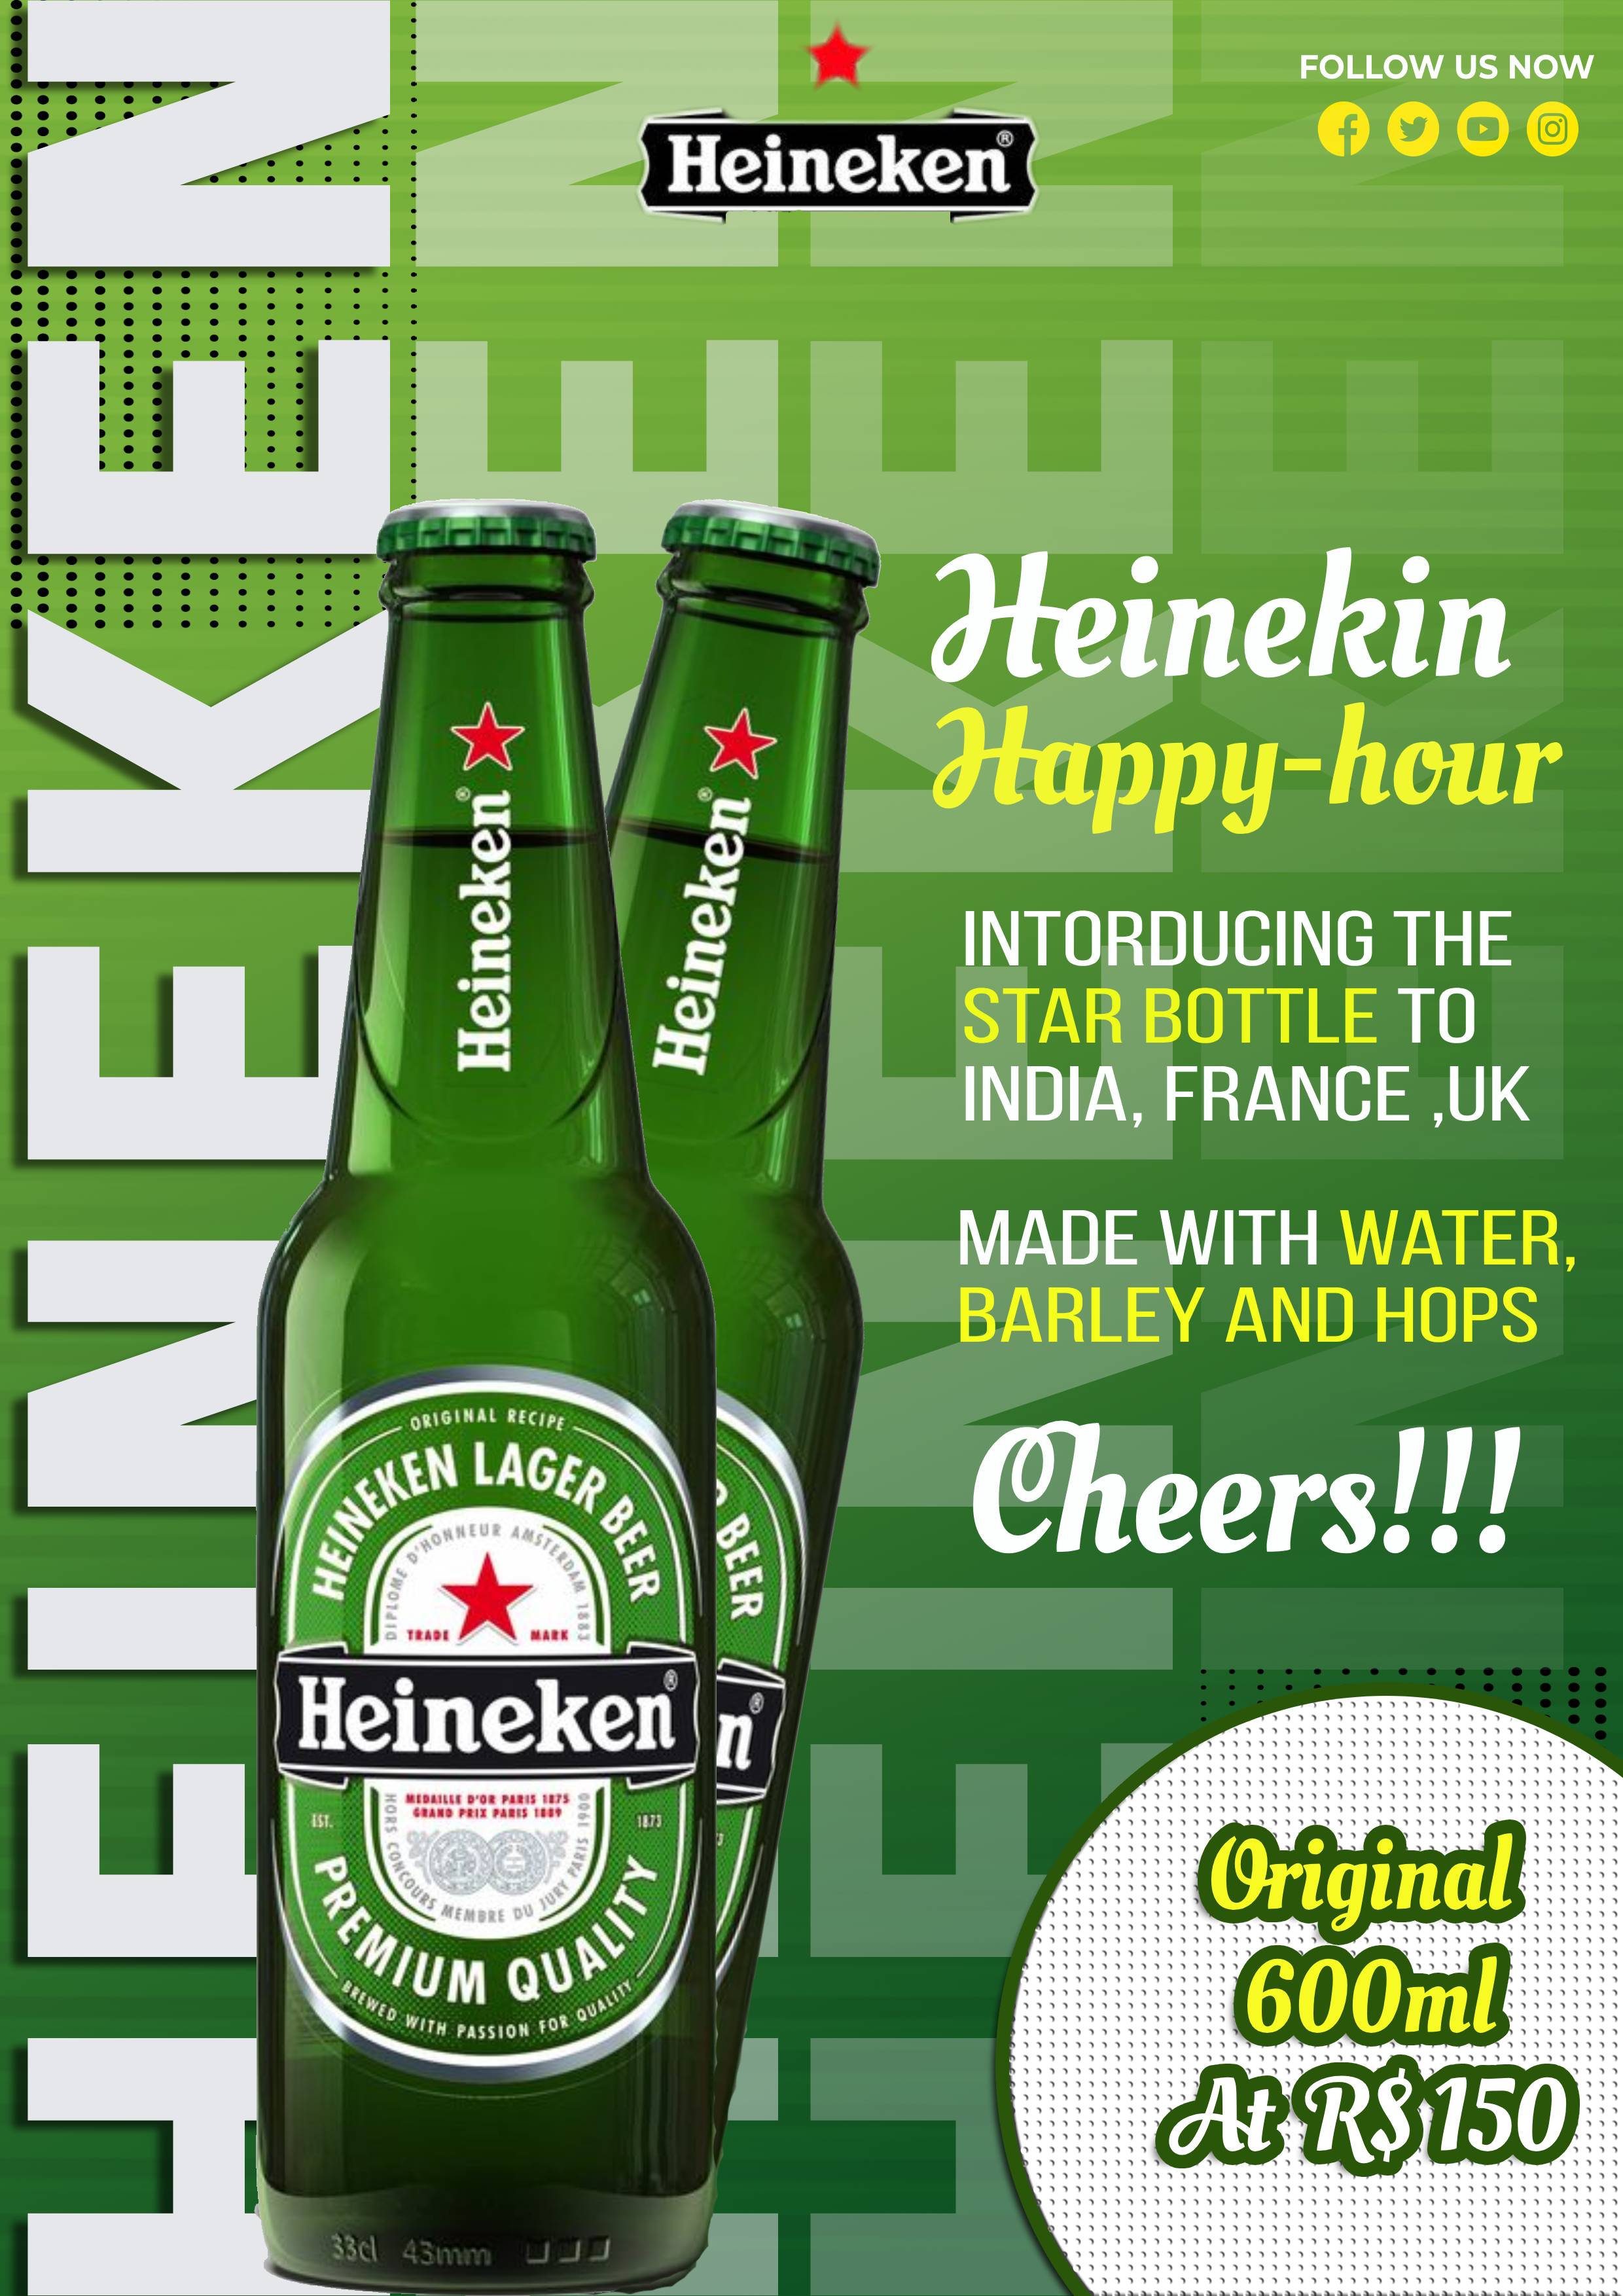 HEINEKEN
Heineken®
FOLLOW US NOW
Heinekin
Happy-hour
INTORDUCING THE
STAR BOTTLE TO
INDIA, FRANCE ,UK
MADE WITH WATER,
BARLEY AND HOPS
Cheers!!!
Original
600ml
At R$ 150
Heineken®
Heineken®
ORIGINAL RECIPE
HEINEKEN LAGER BEER
DIPLOME D'HONNEUR AMSTERDAM 1883
TRADE MARK
Heineken®
MEDAILLE D'OR PARIS 1875
GRAND PRIX PARIS 1889
HORS CONCOURS MEMBRE DU JURY PARIS 1900
EST. 1873
PREMIUM QUALITY
BREWED WITH PASSION FOR QUALITY
BEER
n®
33cl 43mm